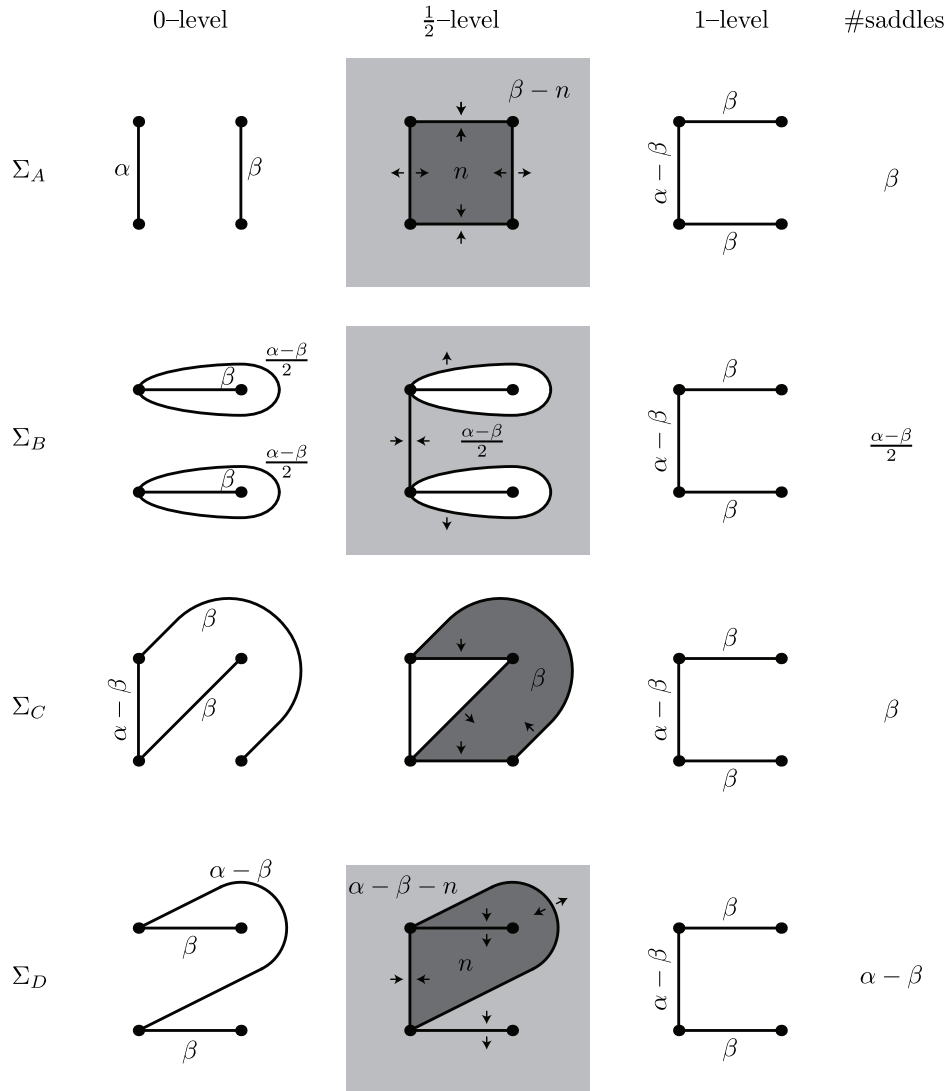 0–level ½–level 1–level #saddles
β − n
β
Σ_A α β n α − β β
β
(α−β)/2 β
β
Σ_B (α−β)/2 (α−β)/2 α − β (α−β)/2
β β
β β
Σ_C α − β β β α − β β
β
α − β α − β − n
β β
Σ_D n α − β α − β
β β